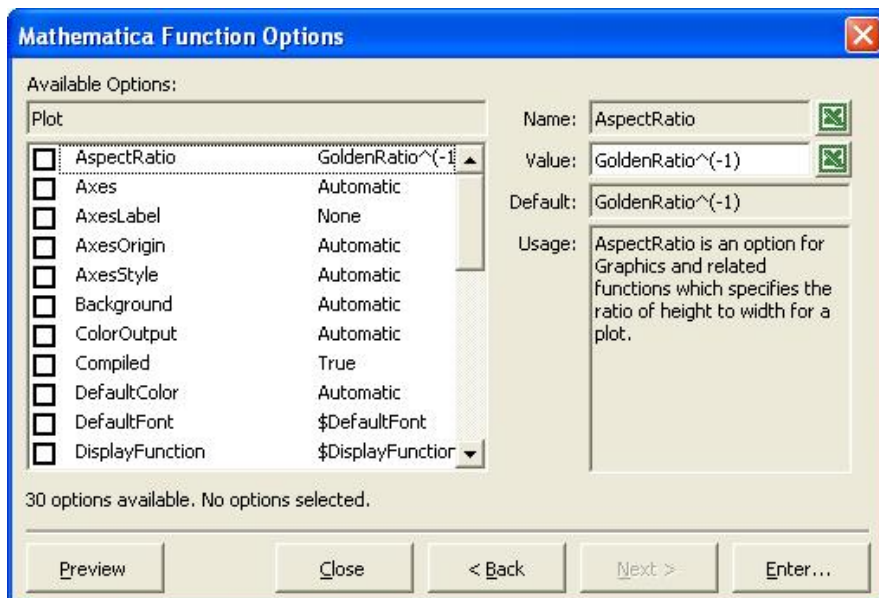 Mathematica Function Options
Available Options:
Plot
AspectRatio GoldenRatio^(-1
Axes Automatic
AxesLabel None
AxesOrigin Automatic
AxesStyle Automatic
Background Automatic
ColorOutput Automatic
Compiled True
DefaultColor Automatic
DefaultFont $DefaultFont
DisplayFunction $DisplayFunction
30 options available. No options selected.
Name: AspectRatio
Value: GoldenRatio^(-1)
Default: GoldenRatio^(-1)
Usage: AspectRatio is an option for
Graphics and related
functions which specifies the
ratio of height to width for a
plot.
Preview Close < Back Next > Enter...